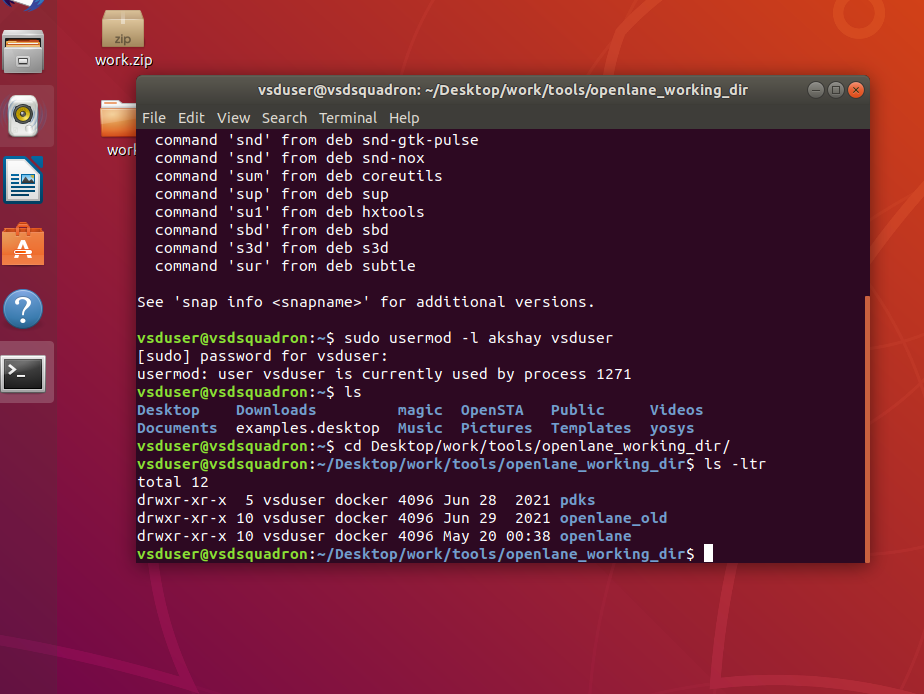 zip
work.zip
work
vsduser@vsdsquadron: ~/Desktop/work/tools/openlane_working_dir
File Edit View Search Terminal Help
command 'snd' from deb snd-gtk-pulse
command 'snd' from deb snd-nox
command 'sum' from deb coreutils
command 'sup' from deb sup
command 'su1' from deb hxtools
command 'sbd' from deb sbd
command 's3d' from deb s3d
command 'sur' from deb subtle
See 'snap info <snapname>' for additional versions.
vsduser@vsdsquadron:~$ sudo usermod -l akshay vsduser
[sudo] password for vsduser:
usermod: user vsduser is currently used by process 1271
vsduser@vsdsquadron:~$ ls
Desktop Downloads magic OpenSTA Public Videos
Documents examples.desktop Music Pictures Templates yosys
vsduser@vsdsquadron:~$ cd Desktop/work/tools/openlane_working_dir/
vsduser@vsdsquadron:~/Desktop/work/tools/openlane_working_dir$ ls -ltr
total 12
drwxr-xr-x 5 vsduser docker 4096 Jun 28 2021 pdks
drwxr-xr-x 10 vsduser docker 4096 Jun 29 2021 openlane_old
drwxr-xr-x 10 vsduser docker 4096 May 20 00:38 openlane
vsduser@vsdsquadron:~/Desktop/work/tools/openlane_working_dir$